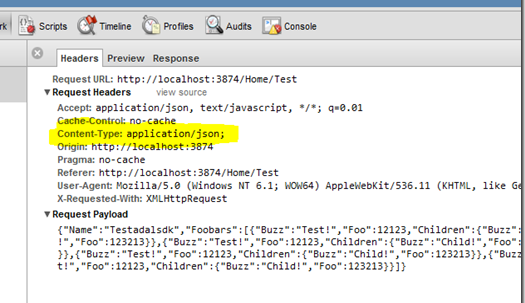 rk Scripts Timeline Profiles Audits Console
Headers Preview Response
Request URL: http://localhost:3874/Home/Test
Request Headers view source
Accept: application/json, text/javascript, */*; q=0.01
Cache-Control: no-cache
Content-Type: application/json;
Origin: http://localhost:3874
Pragma: no-cache
Referer: http://localhost:3874/Home/Test
User-Agent: Mozilla/5.0 (Windows NT 6.1; WOW64) AppleWebKit/536.11 (KHTML, like Ge
X-Requested-With: XMLHttpRequest
Request Payload
{"Name":"Testadalsdk","Foobars":[{"Buzz":"Test!","Foo":12123,"Children":{"Buzz":"
!","Foo":123213}},{"Buzz":"Test!","Foo":12123,"Children":{"Buzz":"Child!","Foo":1
}},{"Buzz":"Test!","Foo":12123,"Children":{"Buzz":"Child!","Foo":123213}},{"Buzz"
t!","Foo":12123,"Children":{"Buzz":"Child!","Foo":123213}}]}